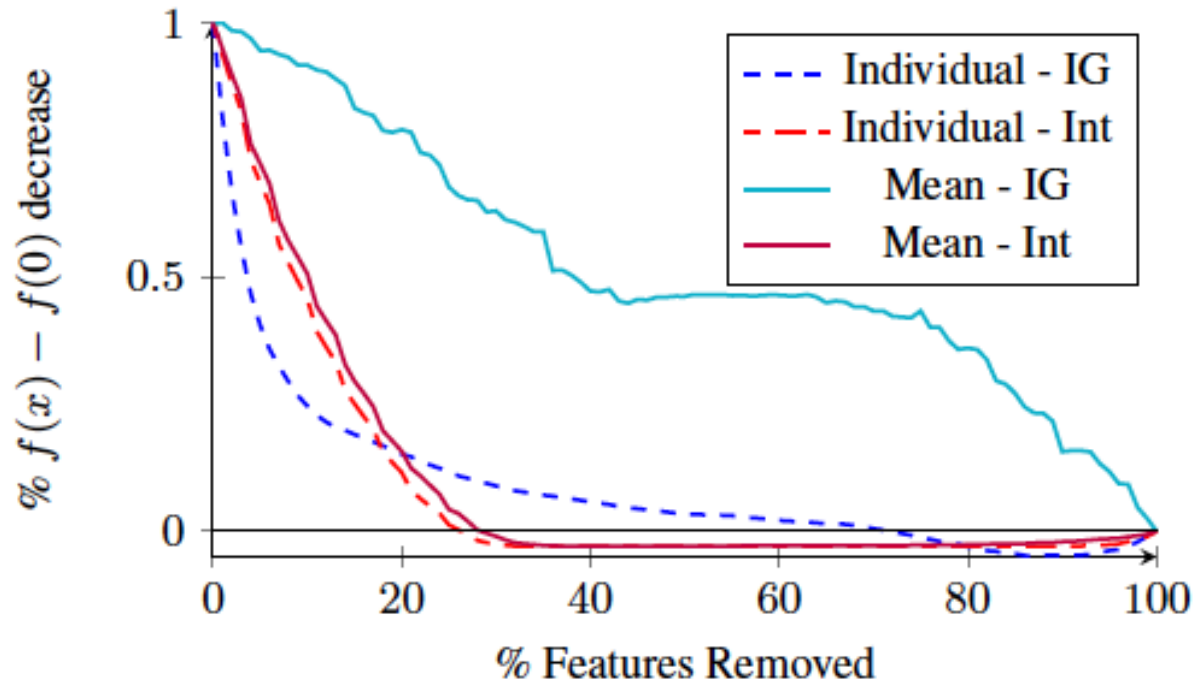 1
0.5
0
% f(x) − f(0) decrease
Individual - IG
Individual - Int
Mean - IG
Mean - Int
0 20 40 60 80 100
% Features Removed